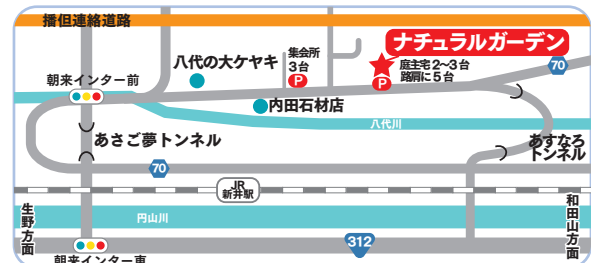 播但連絡道路
ナチュラルガーデン
八代の大ケヤキ
集会所
3台
P
庭主宅2〜3台
路肩に5台
P
70
朝来インター前
内田石材店
八代川
あさご夢トンネル
あすなろ
トンネル
70
JR
新井駅
生野方面
円山川
和田山方面
312
朝来インター東